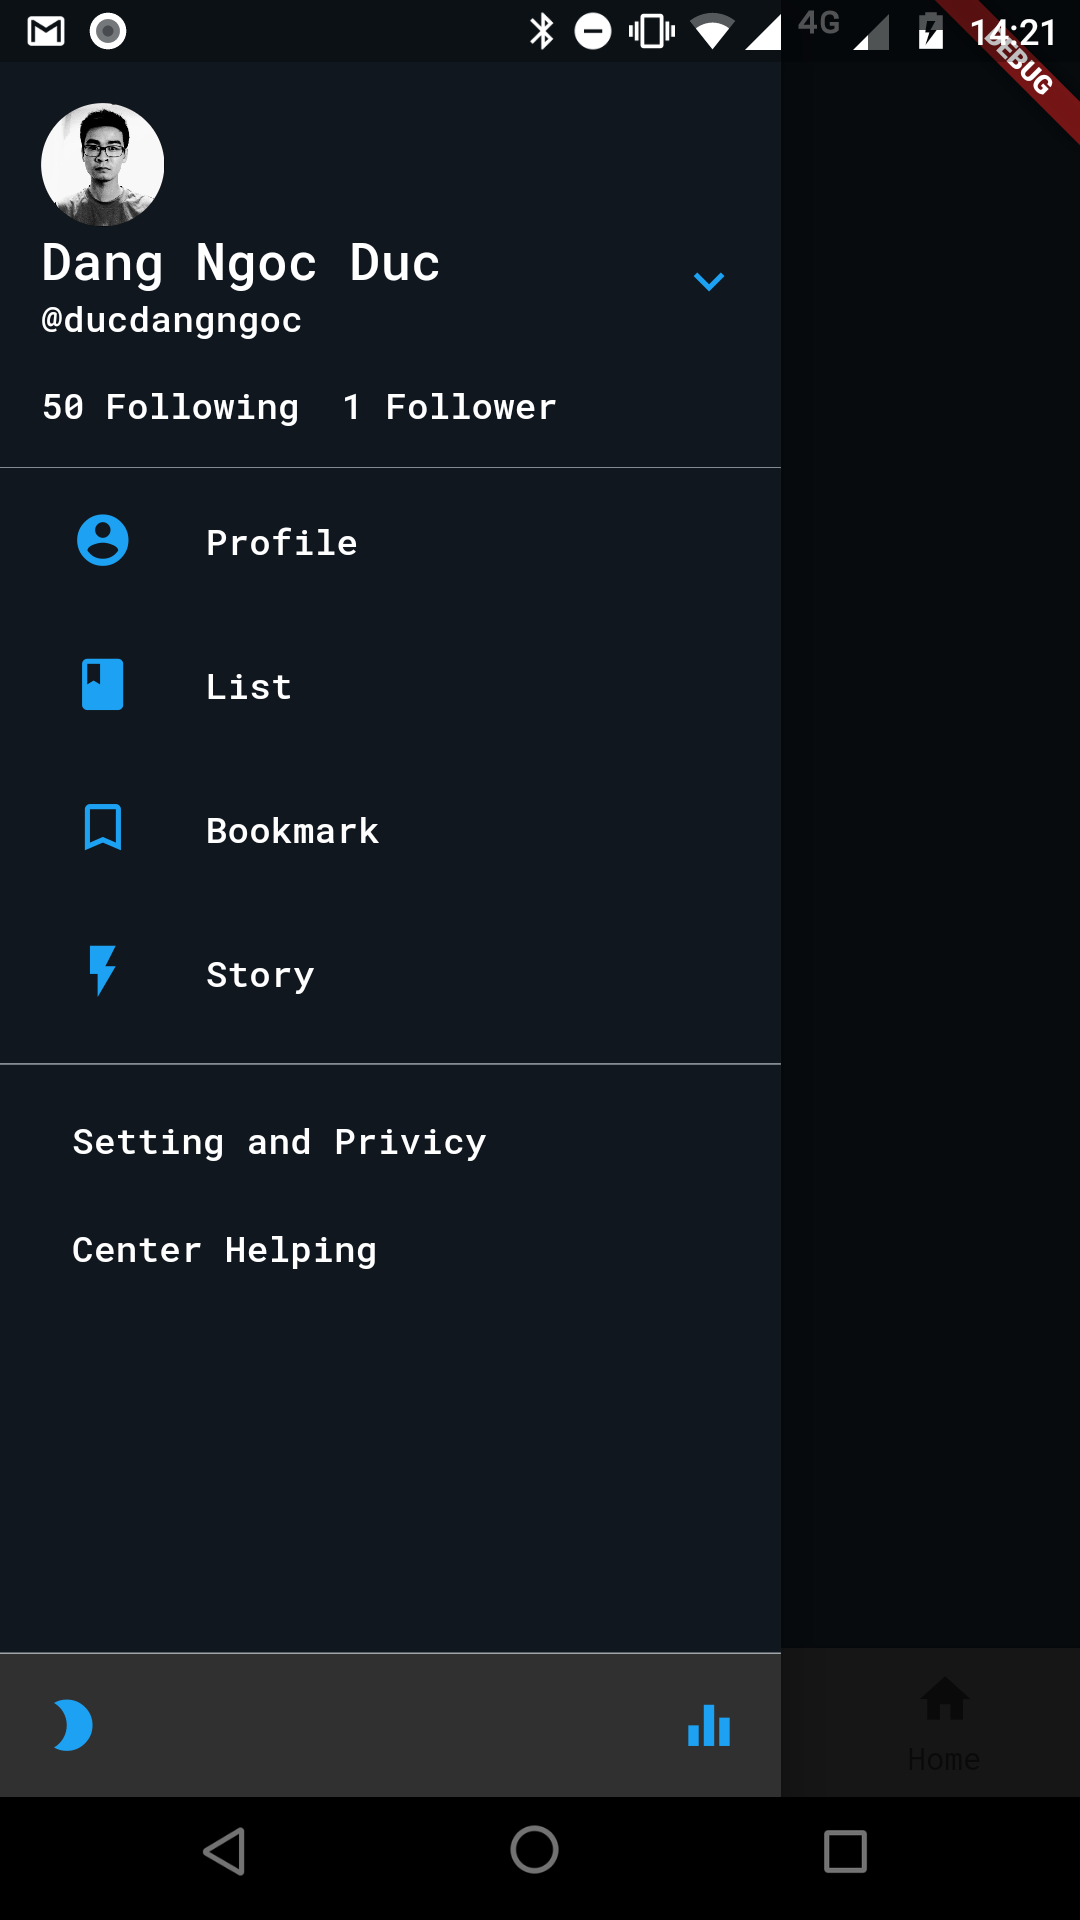 4G 14:21
DEBUG
Dang Ngoc Duc
@ducdangngoc
50 Following 1 Follower
Profile
List
Bookmark
Story
Setting and Privicy
Center Helping
Home